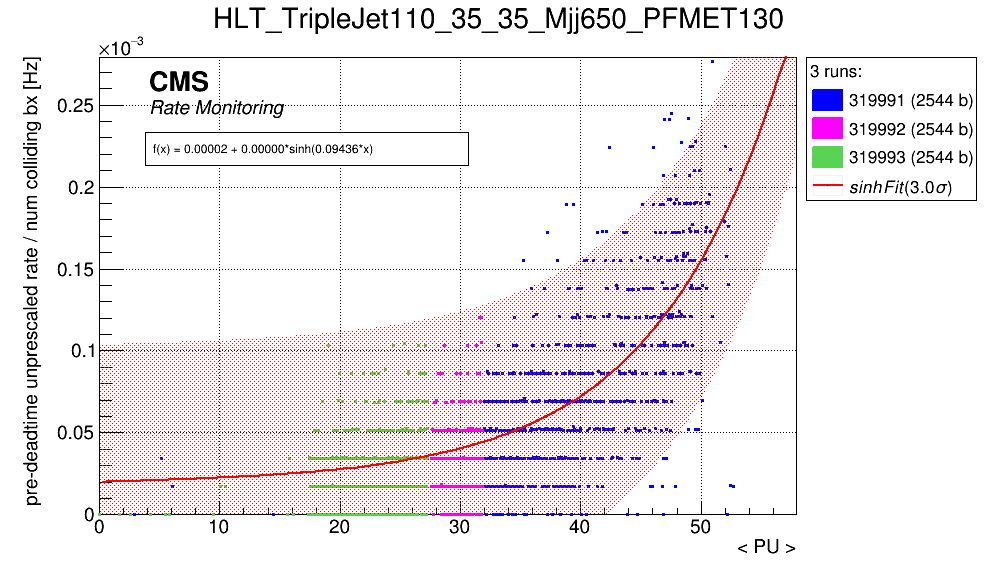 HLT_TripleJet110_35_35_Mjj650_PFMET130
×10⁻³
pre-deadtime unprescaled rate / num colliding bx [Hz]
CMS
Rate Monitoring
f(x) = 0.00002 + 0.00000*sinh(0.09436*x)
0.25
0.2
0.15
0.1
0.05
0
0 10 20 30 40 50
< PU >
3 runs:
319991 (2544 b)
319992 (2544 b)
319993 (2544 b)
sinhFit(3.0σ)